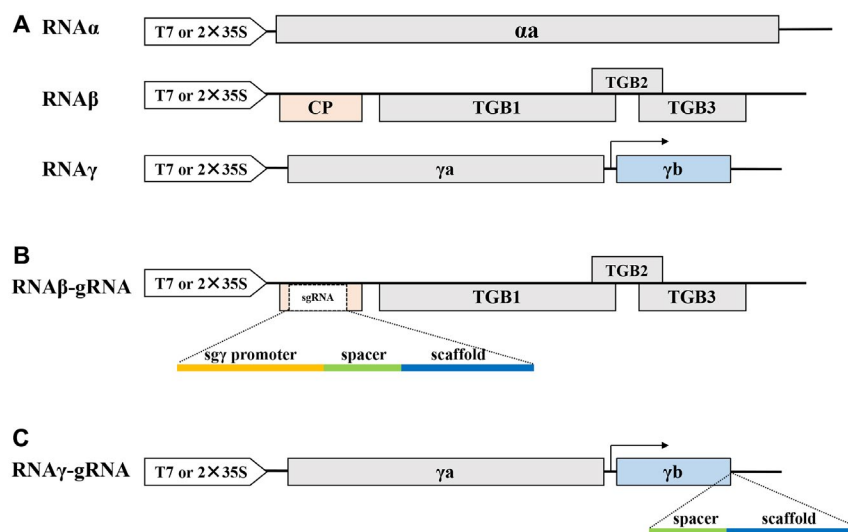 A
RNAα
T7 or 2×35S
αa
RNAβ
T7 or 2×35S
CP
TGB1
TGB2
TGB3
RNAγ
T7 or 2×35S
γa
γb
B
RNAβ-gRNA
T7 or 2×35S
sgRNA
TGB1
TGB2
TGB3
sgγ promoter
spacer
scaffold
C
RNAγ-gRNA
T7 or 2×35S
γa
γb
spacer
scaffold